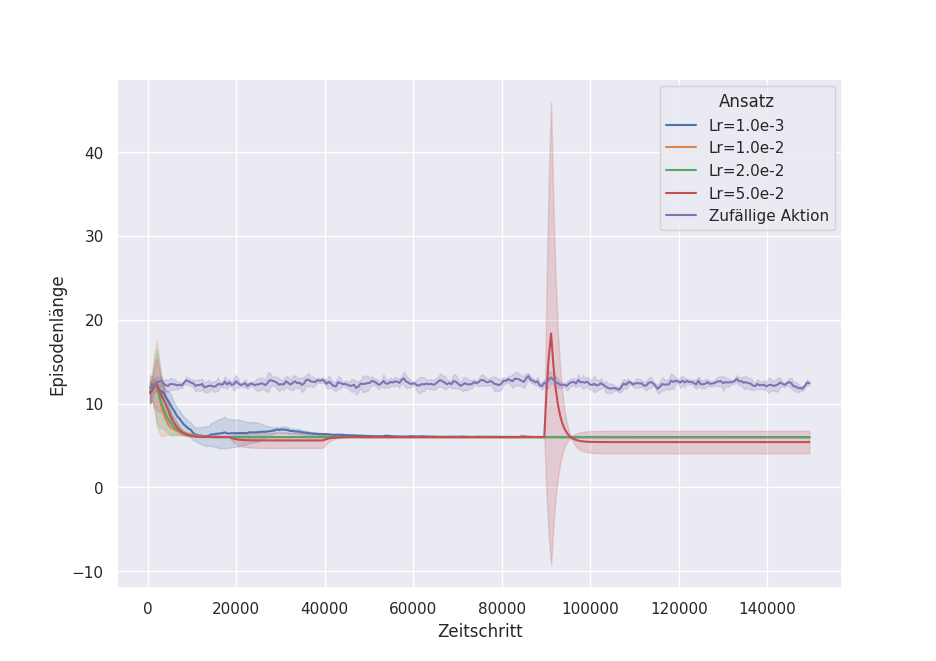 Ansatz
Lr=1.0e-3
Lr=1.0e-2
Lr=2.0e-2
Lr=5.0e-2
Zufällige Aktion
Episodenlänge
40
30
20
10
0
−10
0 20000 40000 60000 80000 100000 120000 140000
Zeitschritt